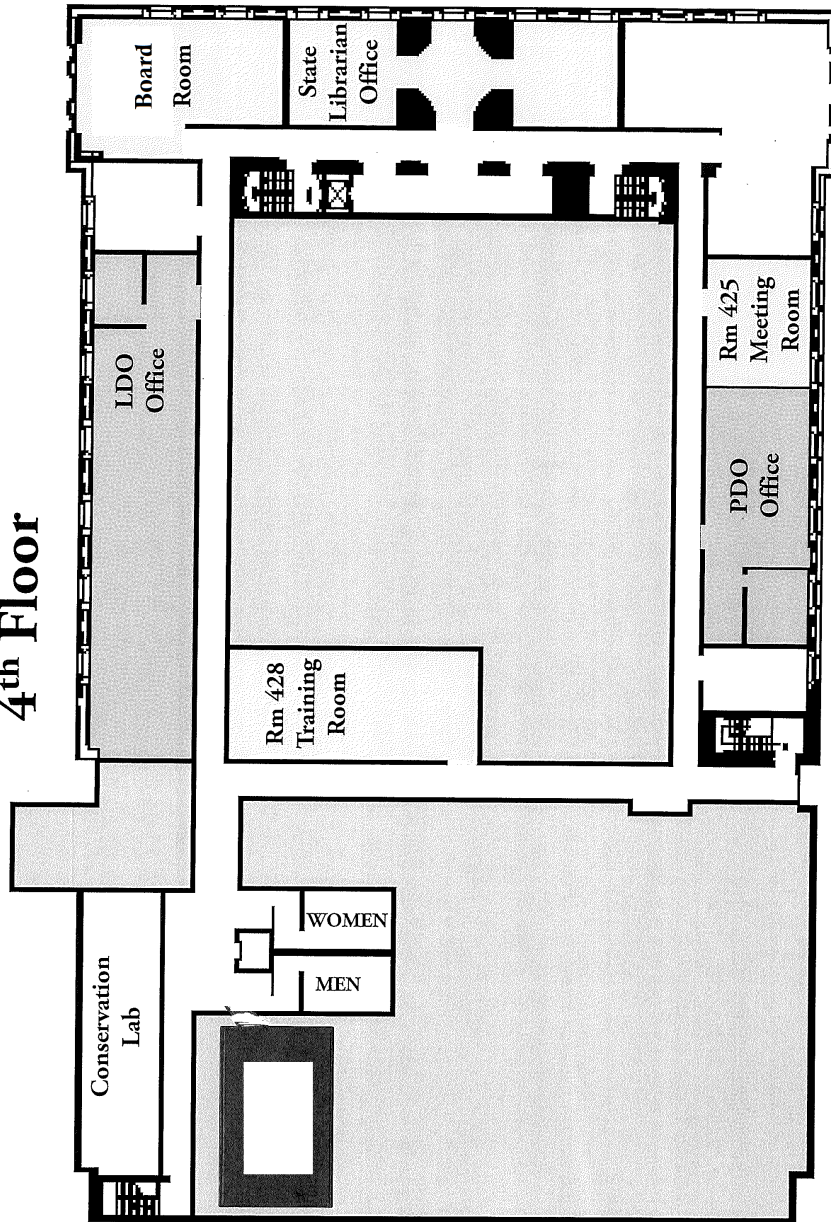 4th Floor
Board
Room
State
Librarian
Office
LDO
Office
Rm 425
Meeting
Room
PDO
Office
Rm 428
Training
Room
WOMEN
MEN
Conservation
Lab